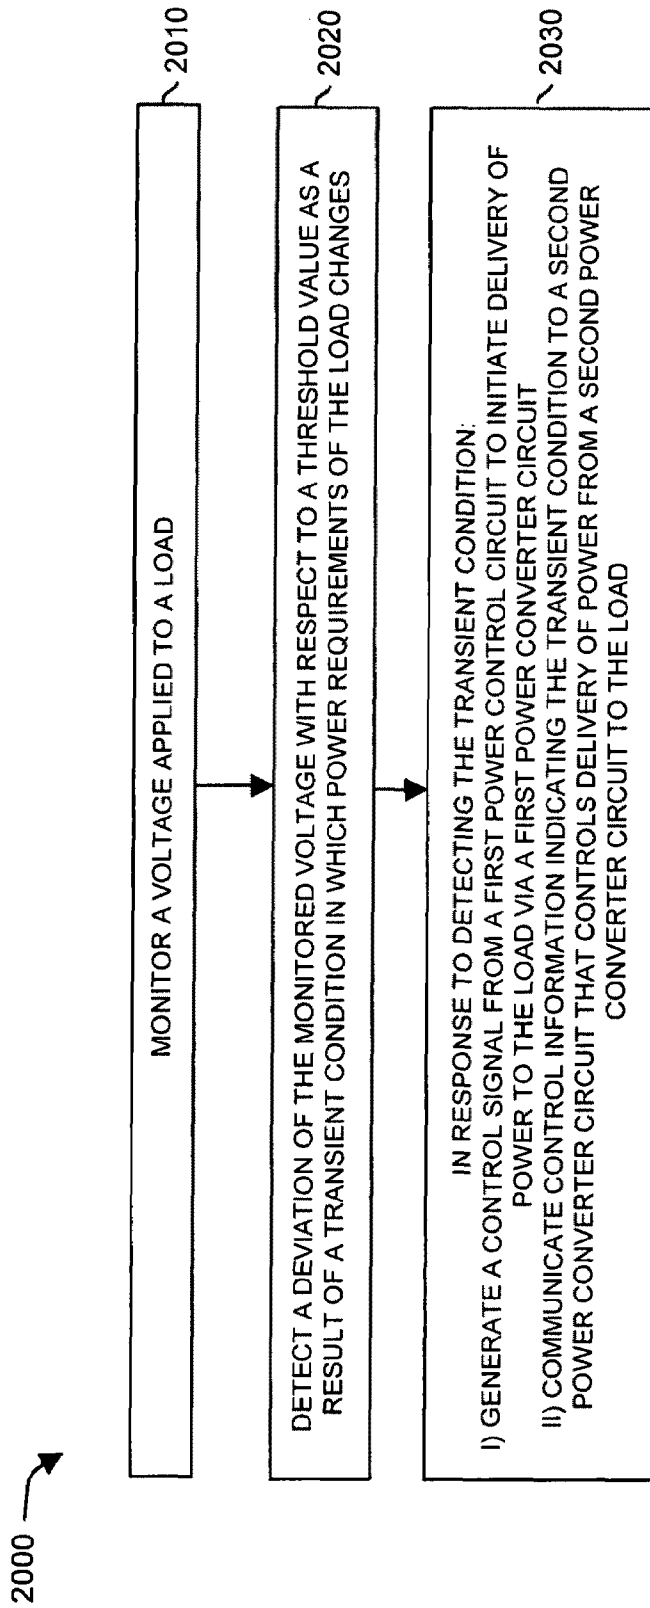 2000
MONITOR A VOLTAGE APPLIED TO A LOAD
2010
DETECT A DEVIATION OF THE MONITORED VOLTAGE WITH RESPECT TO A THRESHOLD VALUE AS A
RESULT OF A TRANSIENT CONDITION IN WHICH POWER REQUIREMENTS OF THE LOAD CHANGES
2020
IN RESPONSE TO DETECTING THE TRANSIENT CONDITION:
I) GENERATE A CONTROL SIGNAL FROM A FIRST POWER CONTROL CIRCUIT TO INITIATE DELIVERY OF
POWER TO THE LOAD VIA A FIRST POWER CONVERTER CIRCUIT
II) COMMUNICATE CONTROL INFORMATION INDICATING THE TRANSIENT CONDITION TO A SECOND
POWER CONVERTER CIRCUIT THAT CONTROLS DELIVERY OF POWER FROM A SECOND POWER
CONVERTER CIRCUIT TO THE LOAD
2030